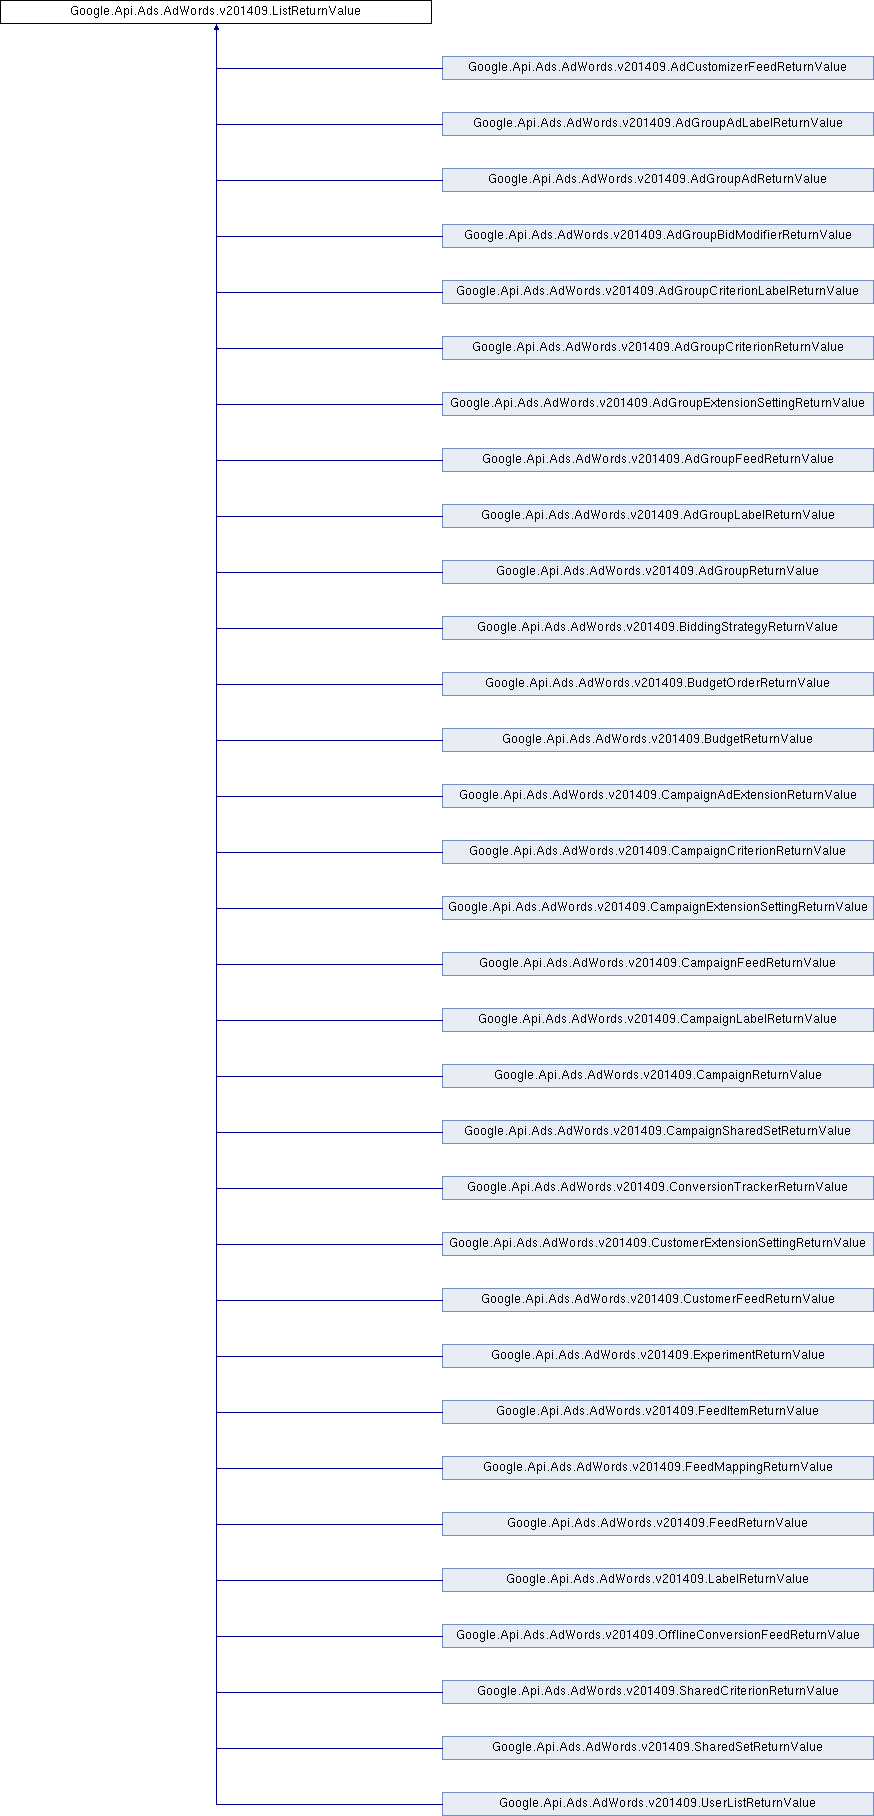 Google.Api.Ads.AdWords.v201409.ListReturnValue
Google.Api.Ads.AdWords.v201409.AdCustomizerFeedReturnValue
Google.Api.Ads.AdWords.v201409.AdGroupAdLabelReturnValue
Google.Api.Ads.AdWords.v201409.AdGroupAdReturnValue
Google.Api.Ads.AdWords.v201409.AdGroupBidModifierReturnValue
Google.Api.Ads.AdWords.v201409.AdGroupCriterionLabelReturnValue
Google.Api.Ads.AdWords.v201409.AdGroupCriterionReturnValue
Google.Api.Ads.AdWords.v201409.AdGroupExtensionSettingReturnValue
Google.Api.Ads.AdWords.v201409.AdGroupFeedReturnValue
Google.Api.Ads.AdWords.v201409.AdGroupLabelReturnValue
Google.Api.Ads.AdWords.v201409.AdGroupReturnValue
Google.Api.Ads.AdWords.v201409.BiddingStrategyReturnValue
Google.Api.Ads.AdWords.v201409.BudgetOrderReturnValue
Google.Api.Ads.AdWords.v201409.BudgetReturnValue
Google.Api.Ads.AdWords.v201409.CampaignAdExtensionReturnValue
Google.Api.Ads.AdWords.v201409.CampaignCriterionReturnValue
Google.Api.Ads.AdWords.v201409.CampaignExtensionSettingReturnValue
Google.Api.Ads.AdWords.v201409.CampaignFeedReturnValue
Google.Api.Ads.AdWords.v201409.CampaignLabelReturnValue
Google.Api.Ads.AdWords.v201409.CampaignReturnValue
Google.Api.Ads.AdWords.v201409.CampaignSharedSetReturnValue
Google.Api.Ads.AdWords.v201409.ConversionTrackerReturnValue
Google.Api.Ads.AdWords.v201409.CustomerExtensionSettingReturnValue
Google.Api.Ads.AdWords.v201409.CustomerFeedReturnValue
Google.Api.Ads.AdWords.v201409.ExperimentReturnValue
Google.Api.Ads.AdWords.v201409.FeedItemReturnValue
Google.Api.Ads.AdWords.v201409.FeedMappingReturnValue
Google.Api.Ads.AdWords.v201409.FeedReturnValue
Google.Api.Ads.AdWords.v201409.LabelReturnValue
Google.Api.Ads.AdWords.v201409.OfflineConversionFeedReturnValue
Google.Api.Ads.AdWords.v201409.SharedCriterionReturnValue
Google.Api.Ads.AdWords.v201409.SharedSetReturnValue
Google.Api.Ads.AdWords.v201409.UserListReturnValue